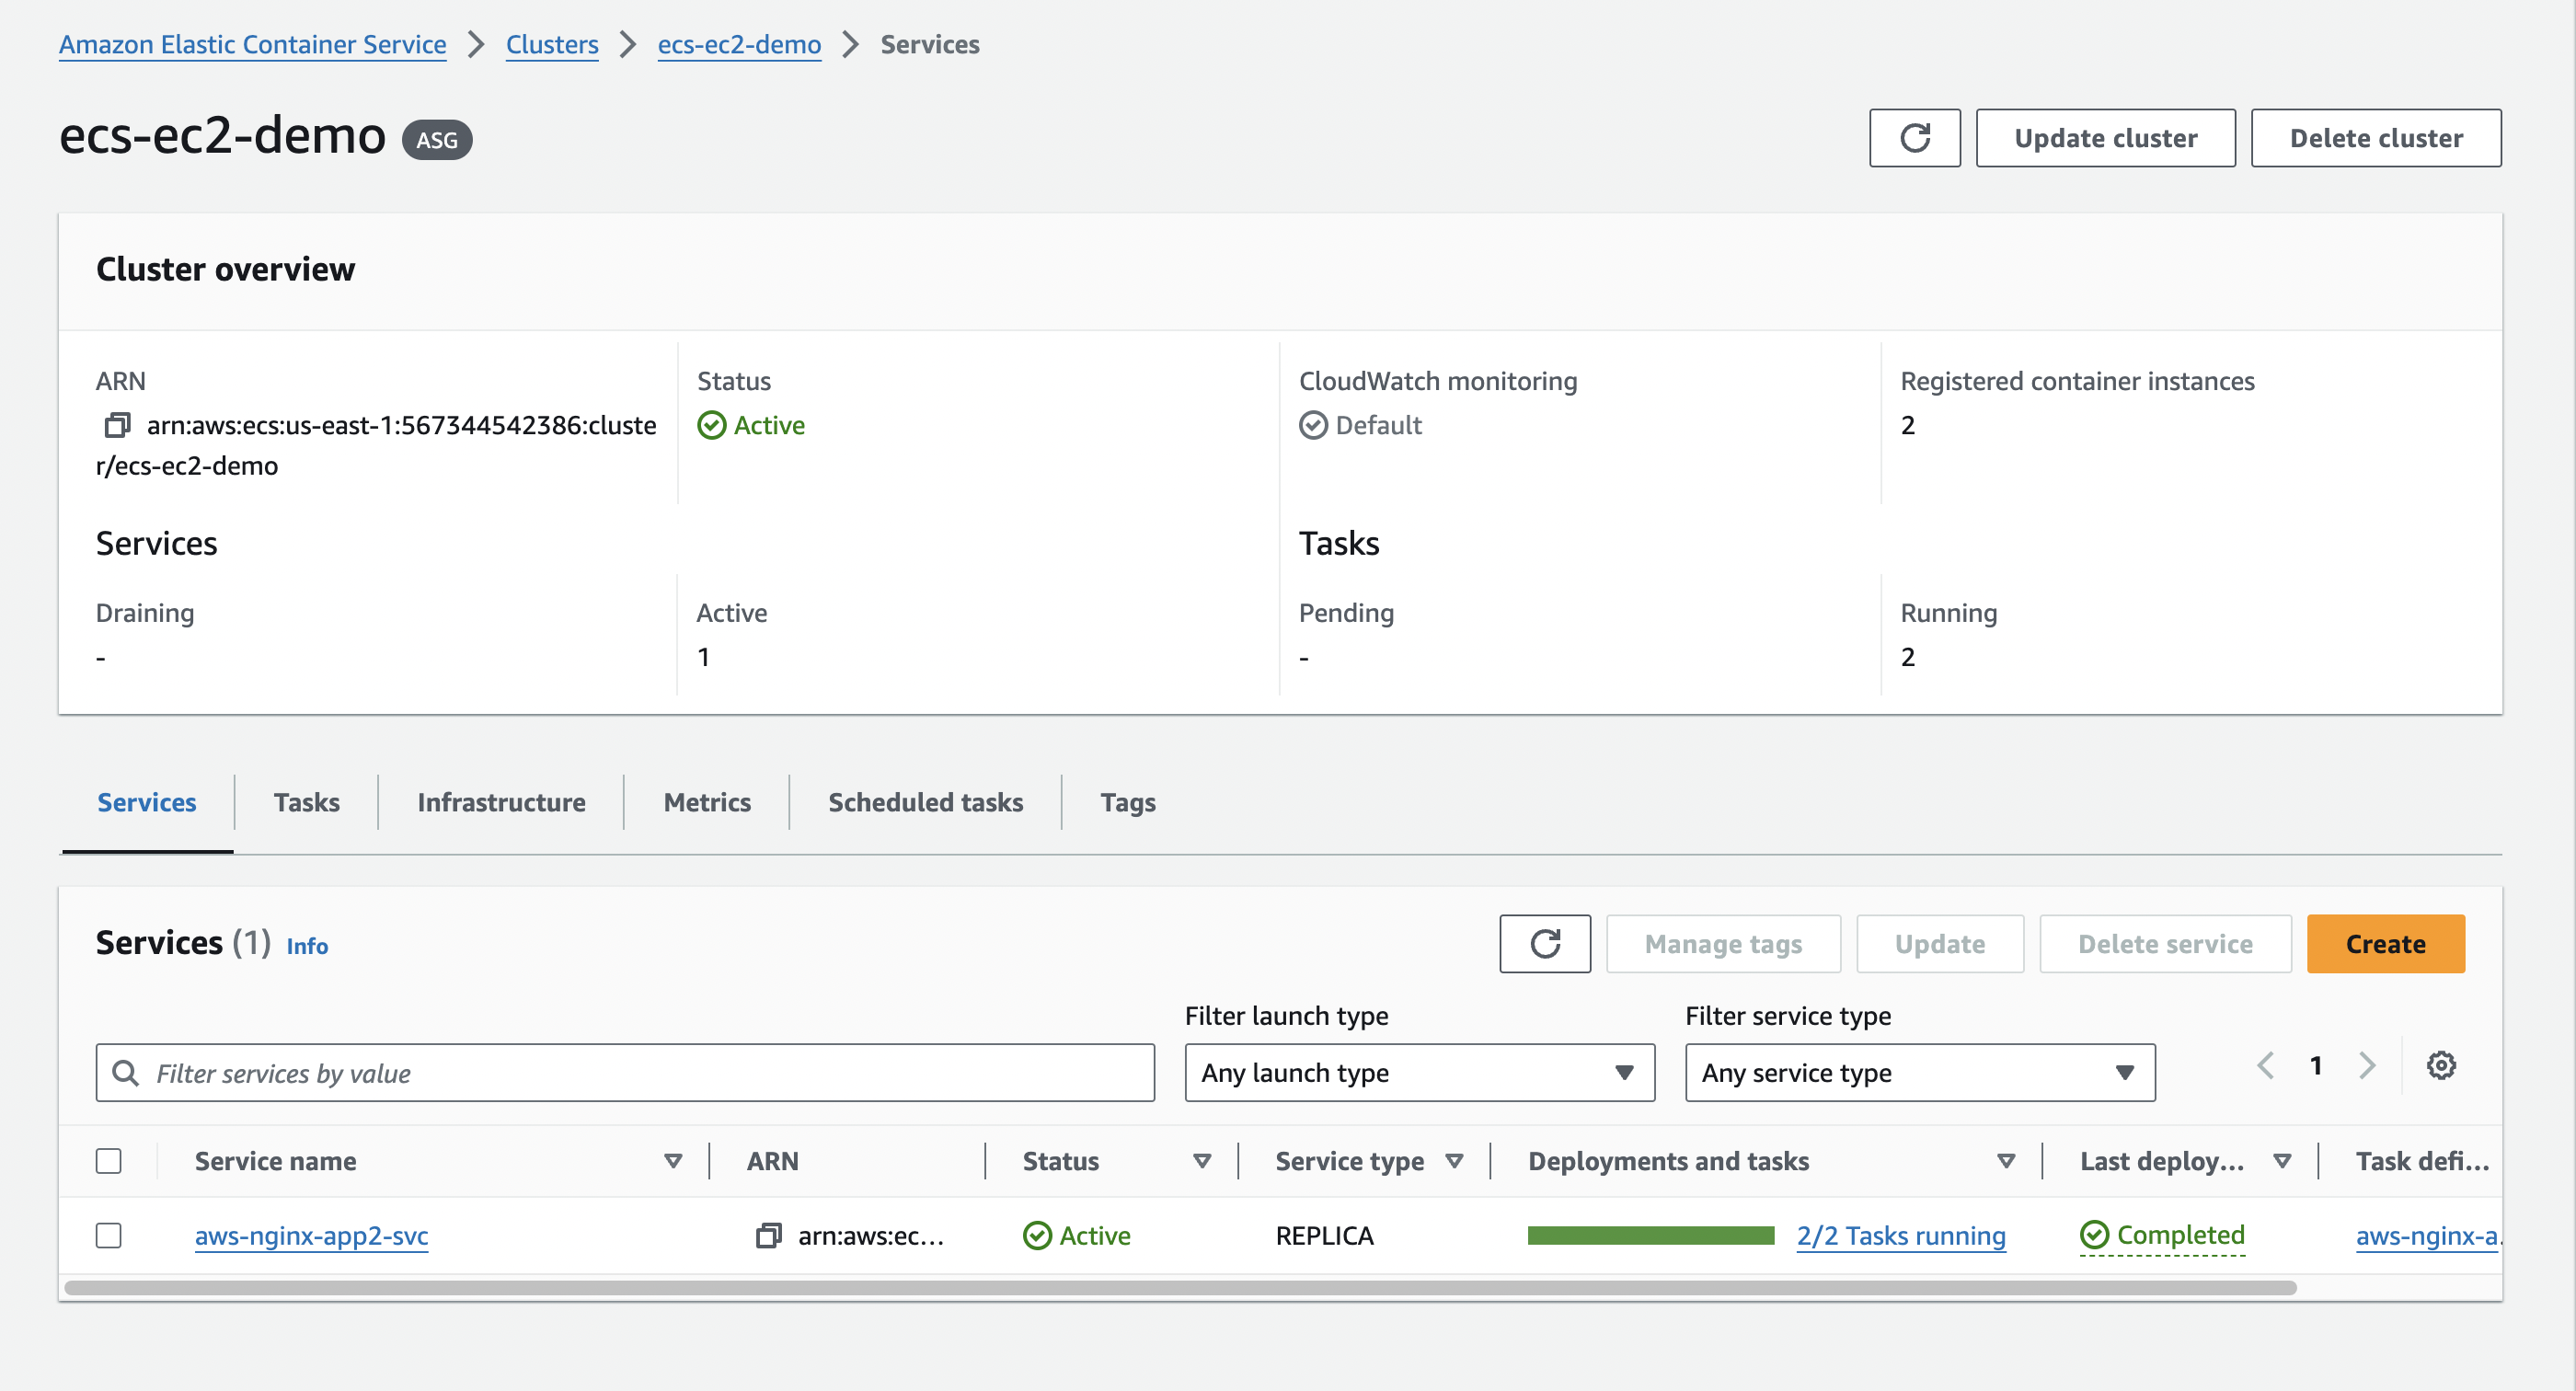 Amazon Elastic Container Service > Clusters > ecs-ec2-demo > Services
ecs-ec2-demo ASG
Update cluster
Delete cluster
Cluster overview
ARN
arn:aws:ecs:us-east-1:567344542386:cluste
r/ecs-ec2-demo
Status
Active
CloudWatch monitoring
Default
Registered container instances
2
Services
Draining
-
Active
1
Tasks
Pending
-
Running
2
Services Tasks Infrastructure Metrics Scheduled tasks Tags
Services (1) Info
Manage tags
Update
Delete service
Create
Filter launch type
Filter service type
Filter services by value
Any launch type
Any service type
1
Service name ARN Status Service type Deployments and tasks Last deploy... Task defi...
aws-nginx-app2-svc arn:aws:ec... Active REPLICA 2/2 Tasks running Completed aws-nginx-a.